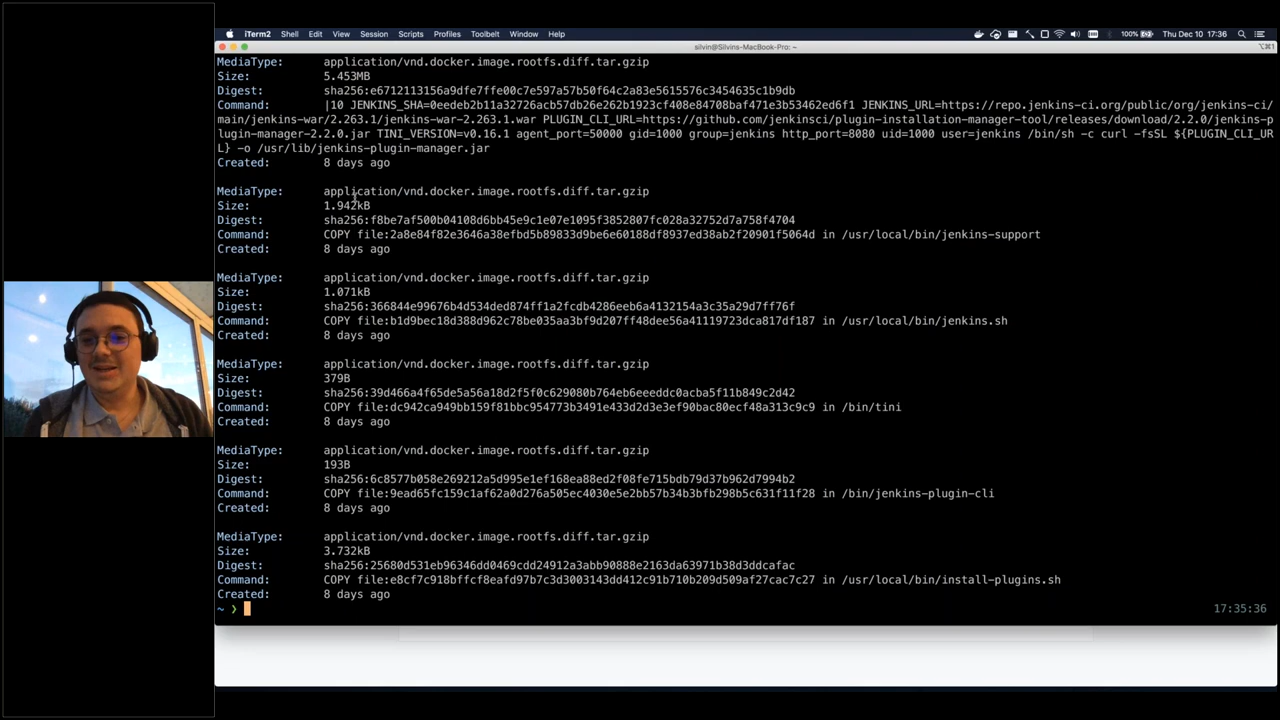 iTerm2 Shell Edit View Session Scripts Profiles Toolbelt Window Help 100% Thu Dec 10 17:36
silvin@Silvins-MacBook-Pro: ~ ⌥⌘1
MediaType: application/vnd.docker.image.rootfs.diff.tar.gzip
Size: 5.453MB
Digest: sha256:e6712113156a9dfe7ffe00c7e597a57b50f64c2a83e5615576c3454635c1b9db
Command: |10 JENKINS_SHA=0eedeb2b11a32726acb57db26e262b1923cf408e84708baf471e3b53462ed6f1 JENKINS_URL=https://repo.jenkins-ci.org/public/org/jenkins-ci/
main/jenkins-war/2.263.1/jenkins-war-2.263.1.war PLUGIN_CLI_URL=https://github.com/jenkinsci/plugin-installation-manager-tool/releases/download/2.2.0/jenkins-p
lugin-manager-2.2.0.jar TINI_VERSION=v0.16.1 agent_port=50000 gid=1000 group=jenkins http_port=8080 uid=1000 user=jenkins /bin/sh -c curl -fsSL ${PLUGIN_CLI_UR
L} -o /usr/lib/jenkins-plugin-manager.jar
Created: 8 days ago
MediaType: application/vnd.docker.image.rootfs.diff.tar.gzip
Size: 1.942kB
Digest: sha256:f8be7af500b04108d6bb45e9c1e07e1095f3852807fc028a32752d7a758f4704
Command: COPY file:2a8e84f82e3646a38efbd5b89833d9be6e60188df8937ed38ab2f20901f5064d in /usr/local/bin/jenkins-support
Created: 8 days ago
MediaType: application/vnd.docker.image.rootfs.diff.tar.gzip
Size: 1.071kB
Digest: sha256:366844e99676b4d534ded874ff1a2fcdb4286eeb6a4132154a3c35a29d7ff76f
Command: COPY file:b1d9bec18d388d962c78be035aa3bf9d207ff48dee56a41119723dca817df187 in /usr/local/bin/jenkins.sh
Created: 8 days ago
MediaType: application/vnd.docker.image.rootfs.diff.tar.gzip
Size: 379B
Digest: sha256:39d466a4f65de5a56a18d2f5f0c629080b764eb6eeeddc0acba5f11b849c2d42
Command: COPY file:dc942ca949bb159f81bbc954773b3491e433d2d3e3ef90bac80ecf48a313c9c9 in /bin/tini
Created: 8 days ago
MediaType: application/vnd.docker.image.rootfs.diff.tar.gzip
Size: 193B
Digest: sha256:6c8577b058e269212a5d995e1ef168ea88ed2f08fe715bdb79d37b962d7994b2
Command: COPY file:9ead65fc159c1af62a0d276a505ec4030e5e2bb57b34b3bfb298b5c631f11f28 in /bin/jenkins-plugin-cli
Created: 8 days ago
MediaType: application/vnd.docker.image.rootfs.diff.tar.gzip
Size: 3.732kB
Digest: sha256:25680d531eb96346dd0469cdd24912a3abb90888e2163da63971b38d3ddcafac
Command: COPY file:e8cf7c918bffcf8eafd97b7c3d3003143dd412c91b710b209d509af27cac7c27 in /usr/local/bin/install-plugins.sh
Created: 8 days ago
~ ❯ 17:35:36